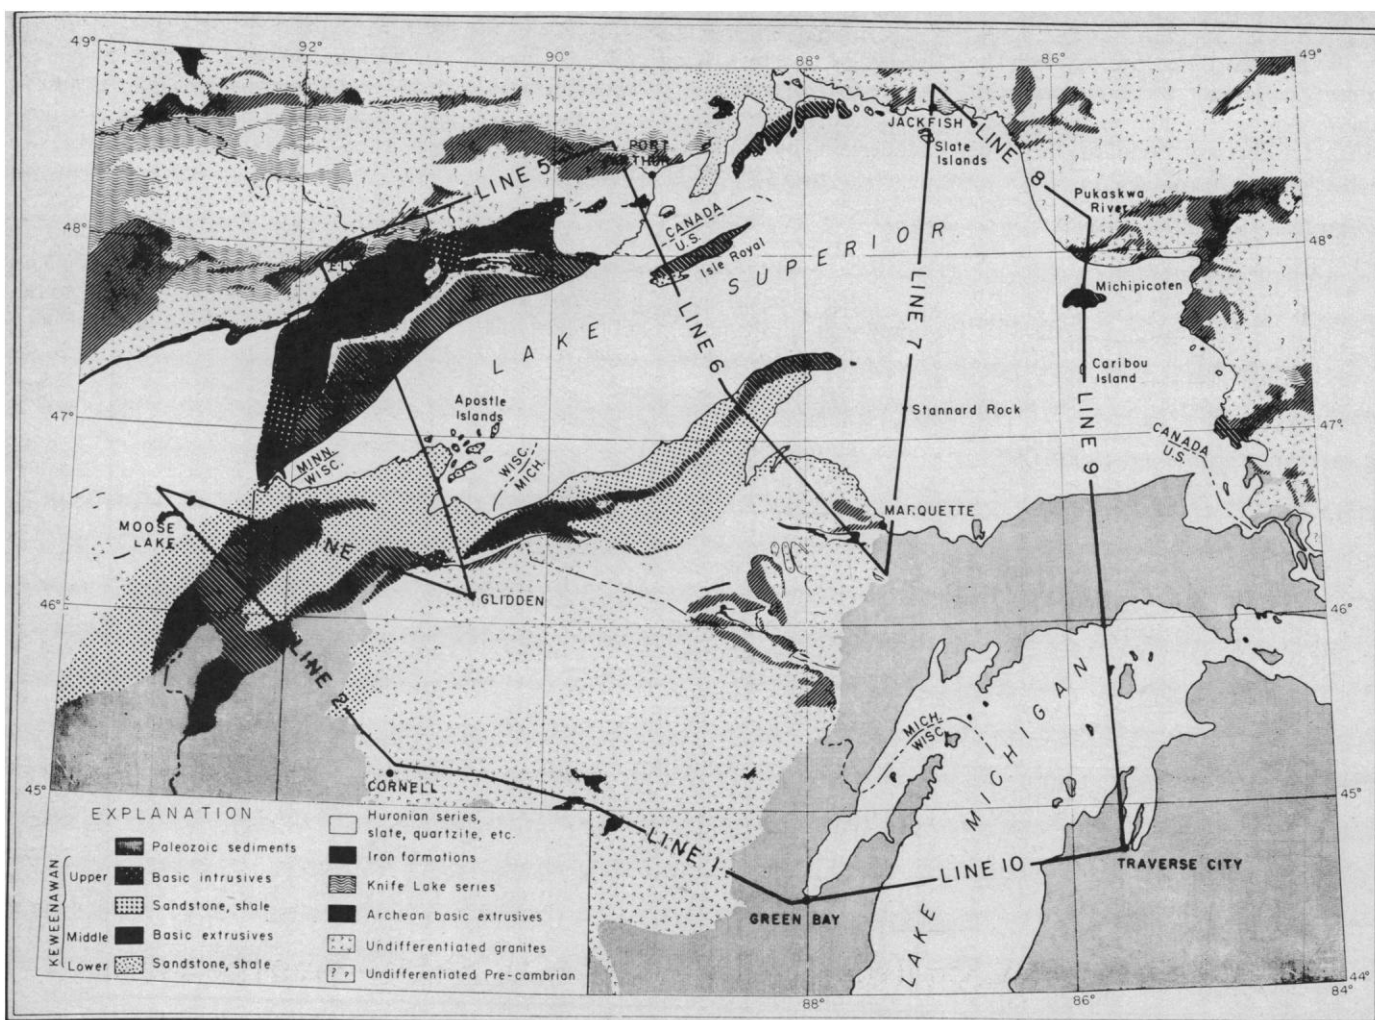 49°
92°
90
88°
86°
49°
PORT
ARTHUR
JACKFISH
Slate
Islands
LINE
8
LINE 5
Pukaskwa
River
CANADA
U.S.
48°
48°
ELY
Isle Royal
SUPERIOR
Michipicoten
LINE 7
LINE 6
LAKE
Caribou
Island
Apostle
Islands
Stannard Rock
LINE 9
47°
47°
MINN.
WISC.
WISC.
MICH.
CANADA
U.S.
MOOSE
LAKE
MARQUETTE
46°
GLIDDEN
46°
LINE 2
MICHIGAN
MICH.
WISC.
CORNELL
45°
45°
LINE 1
LINE 10
TRAVERSE CITY
GREEN BAY
LAKE
44°
88°
86°
84°
EXPLANATION
Paleozoic sediments
KEWEENAWAN
Upper
Basic intrusives
Sandstone, shale
Middle
Basic extrusives
Lower
Sandstone, shale
Huronian series,
slate, quartzite, etc.
Iron formations
Knife Lake series
Archean basic extrusives
Undifferentiated granites
? ? Undifferentiated Pre-cambrian